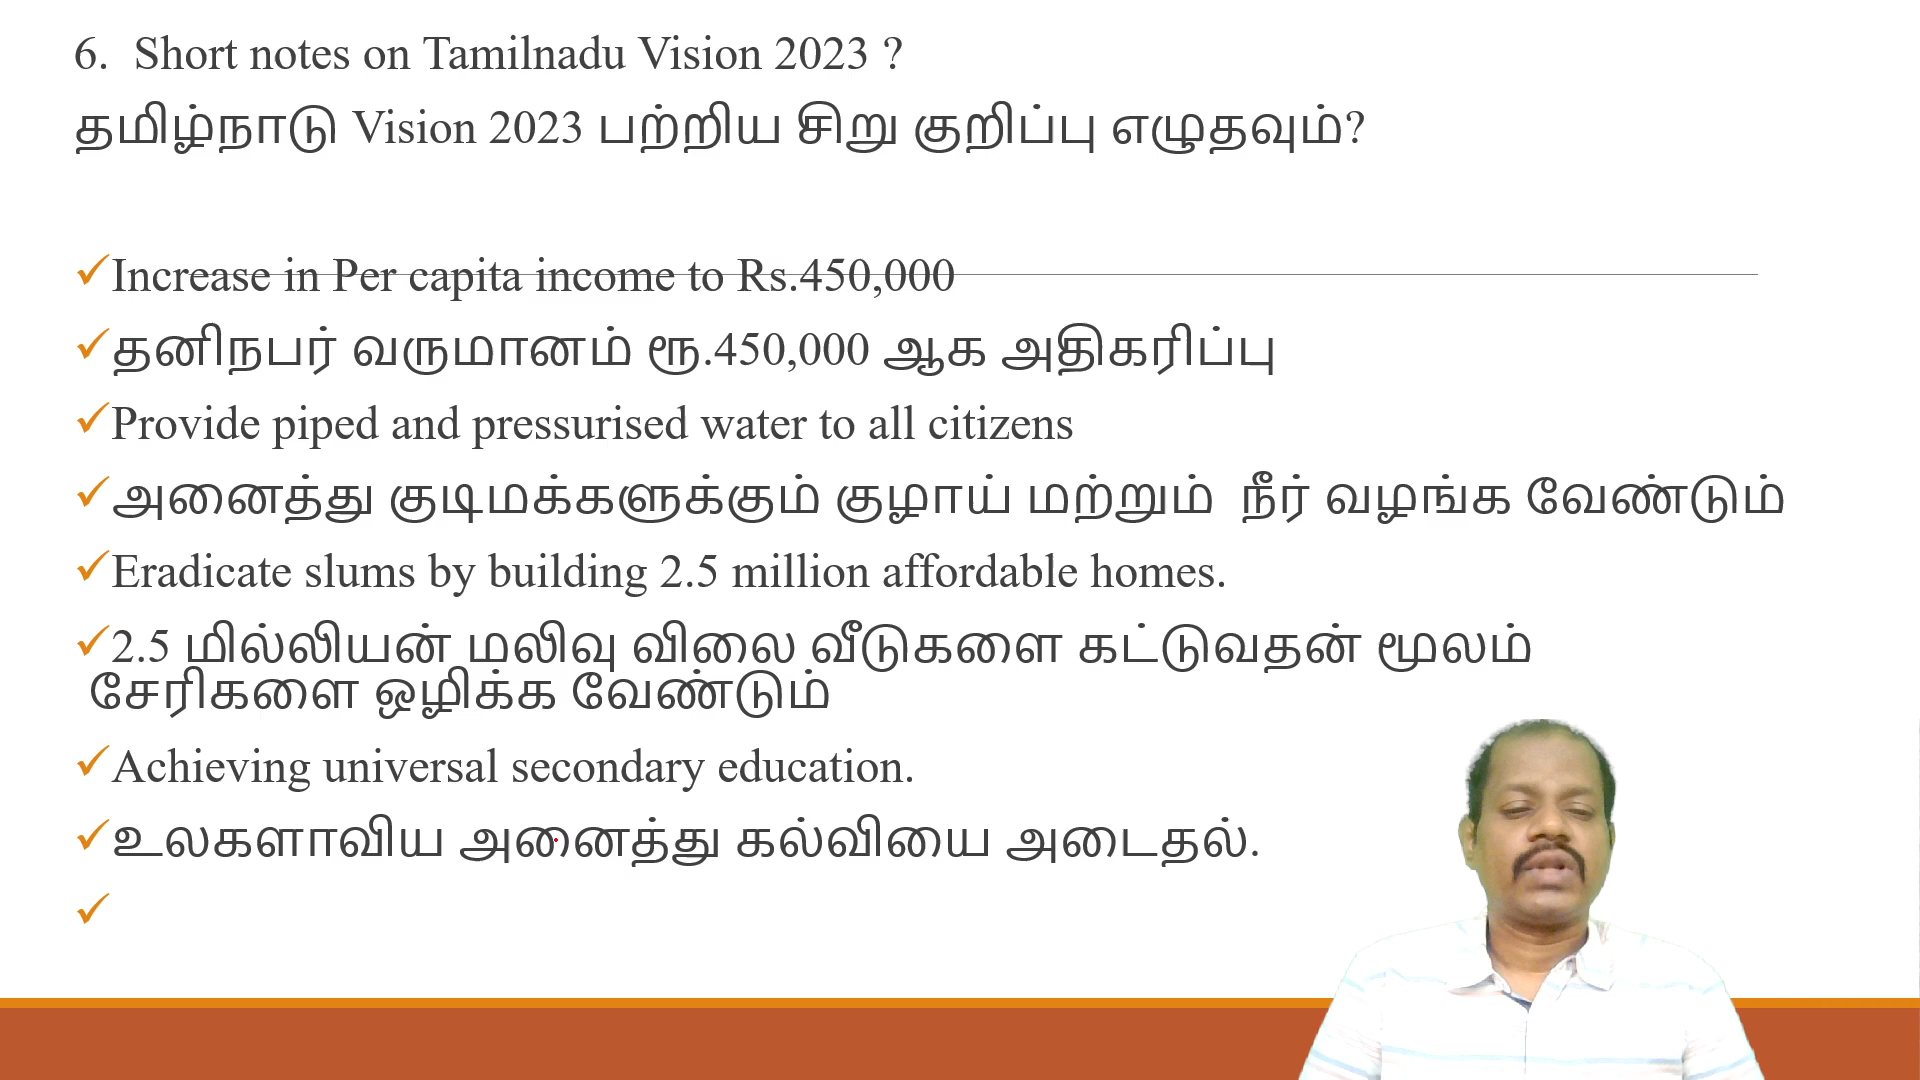 6. Short notes on Tamilnadu Vision 2023 ?
தமிழ்நாடு Vision 2023 பற்றிய சிறு குறிப்பு எழுதவும்?
✓Increase in Per capita income to Rs.450,000
✓தனிநபர் வருமானம் ரூ.450,000 ஆக அதிகரிப்பு
✓Provide piped and pressurised water to all citizens
✓அனைத்து குடிமக்களுக்கும் குழாய் மற்றும் நீர் வழங்க வேண்டும்
✓Eradicate slums by building 2.5 million affordable homes.
✓2.5 மில்லியன் மலிவு விலை வீடுகளை கட்டுவதன் மூலம்
சேரிகளை ஒழிக்க வேண்டும்
✓Achieving universal secondary education.
✓உலகளாவிய அனைத்து கல்வியை அடைதல்.
✓